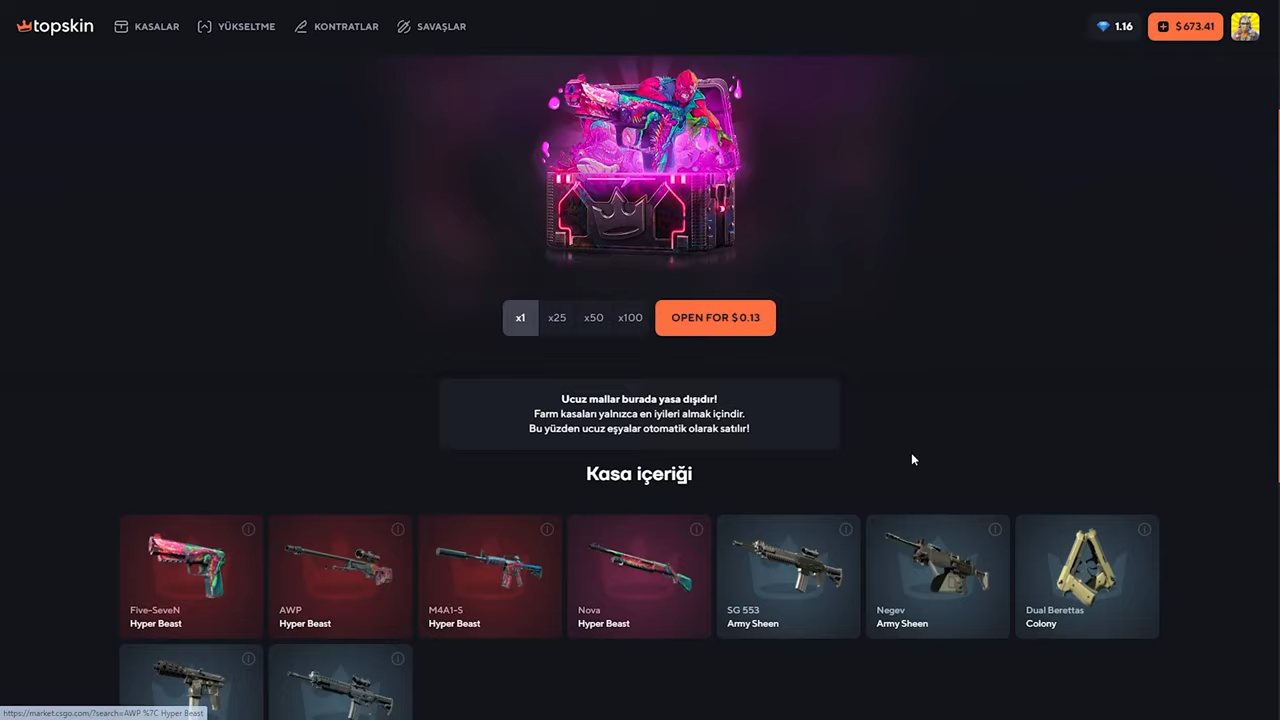 topskin
KASALAR
YÜKSELTME
KONTRATLAR
SAVAŞLAR
1.16
$ 673.41
x1
x25
x50
x100
OPEN FOR $ 0.13
Ucuz mallar burada yasa dışıdır!
Farm kasaları yalnızca en iyileri almak içindir.
Bu yüzden ucuz eşyalar otomatik olarak satılır!
Kasa içeriği
Five-SeveN
Hyper Beast
AWP
Hyper Beast
M4A1-S
Hyper Beast
Nova
Hyper Beast
SG 553
Army Sheen
Negev
Army Sheen
Dual Berettas
Colony
https://market.csgo.com/?search=AWP %7C Hyper Beast